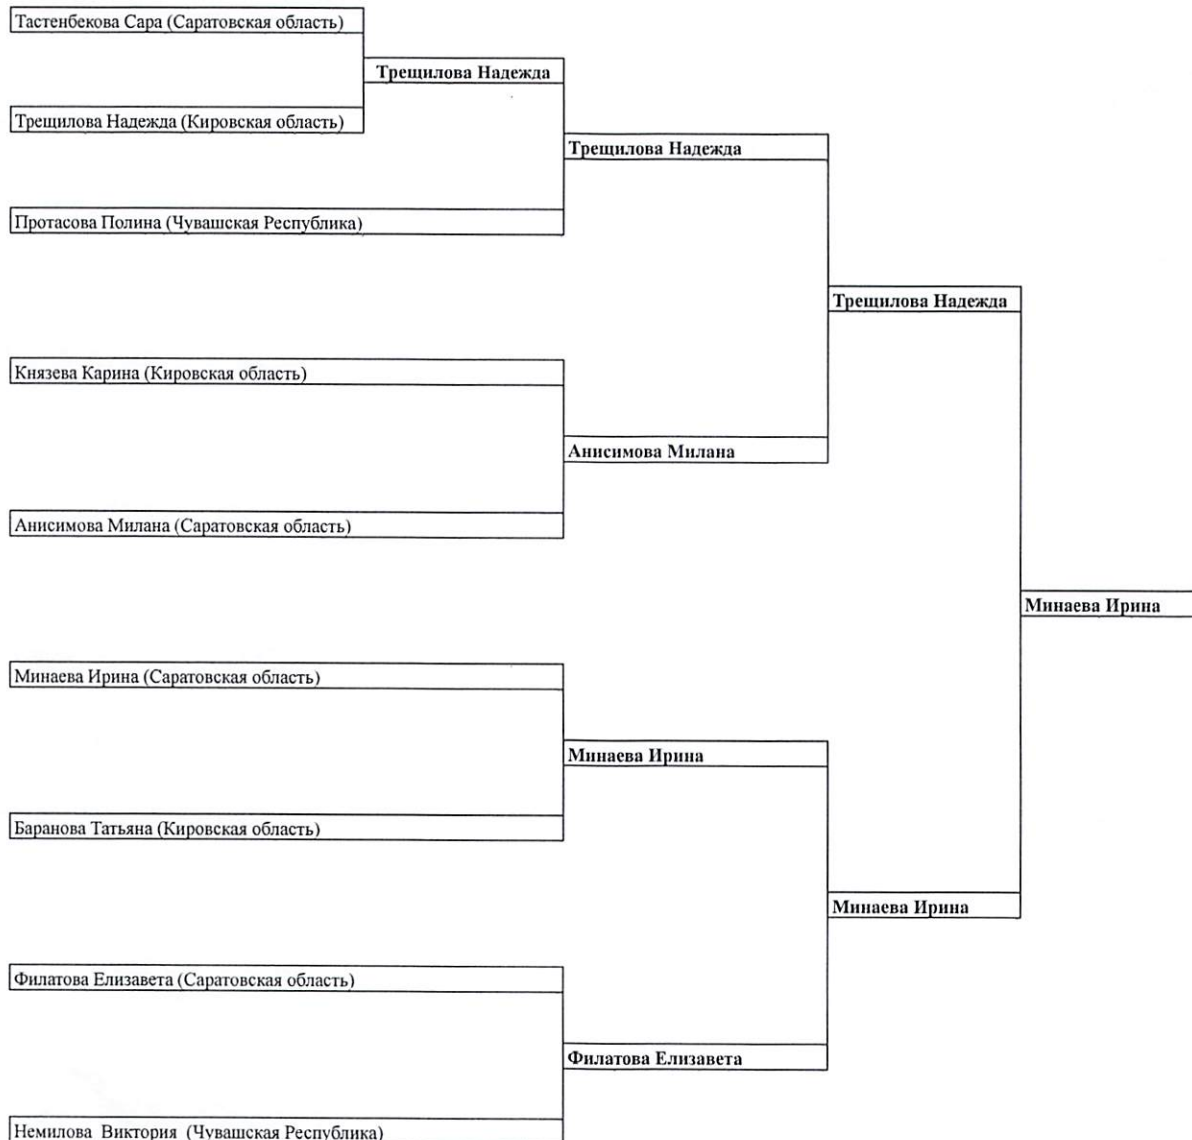 Тастенбекова Сара (Саратовская область)
Трещилова Надежда
Трещилова Надежда (Кировская область)
Трещилова Надежда
Протасова Полина (Чувашская Республика)
Трещилова Надежда
Князева Карина (Кировская область)
Анисимова Милана
Анисимова Милана (Саратовская область)
Минаева Ирина
Минаева Ирина (Саратовская область)
Минаева Ирина
Баранова Татьяна (Кировская область)
Минаева Ирина
Филатова Елизавета (Саратовская область)
Филатова Елизавета
Немилова Виктория (Чувашская Республика)